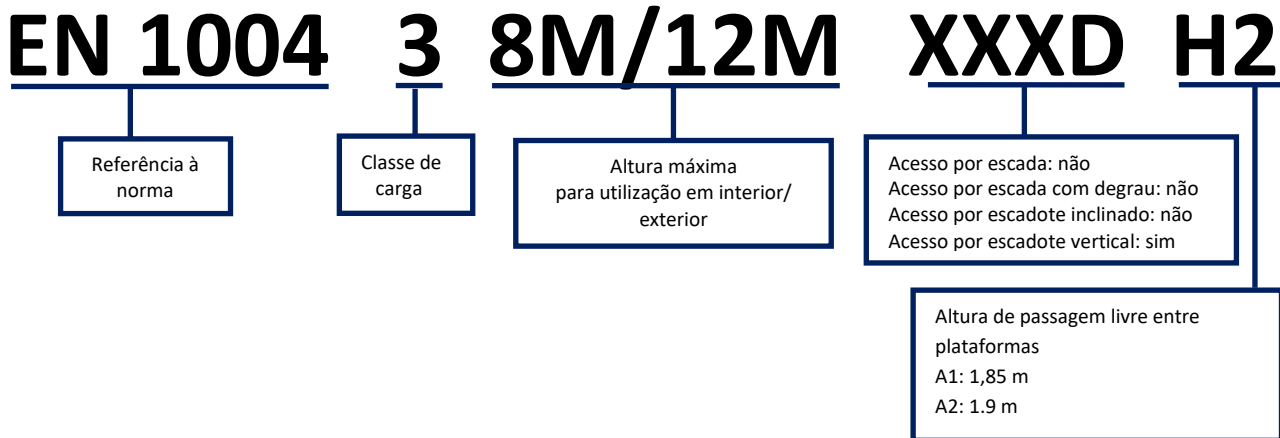 EN 1004 3 8M/12M XXXD H2
Referência à
norma
Classe de
carga
Altura máxima
para utilização em interior/
exterior
Acesso por escada: não
Acesso por escada com degrau: não
Acesso por escadote inclinado: não
Acesso por escadote vertical: sim
Altura de passagem livre entre
plataformas
A1: 1,85 m
A2: 1.9 m